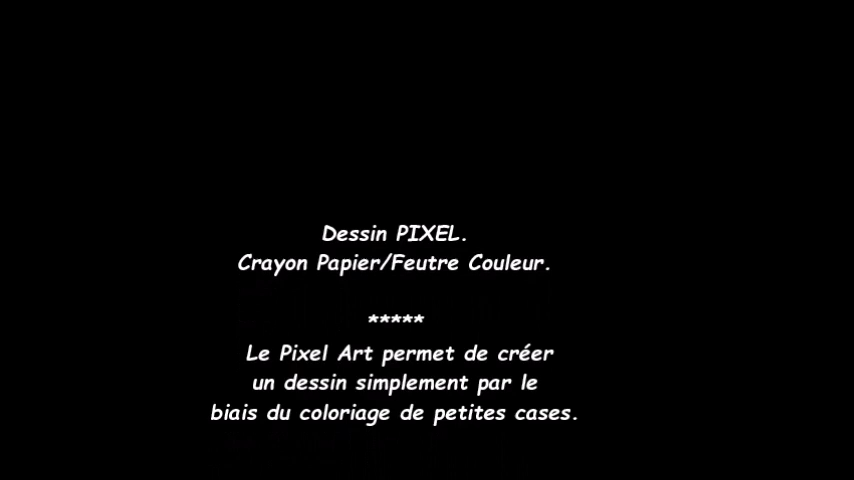 Dessin PIXEL.
Crayon Papier/Feutre Couleur.
*****
Le Pixel Art permet de créer
un dessin simplement par le
biais du coloriage de petites cases.